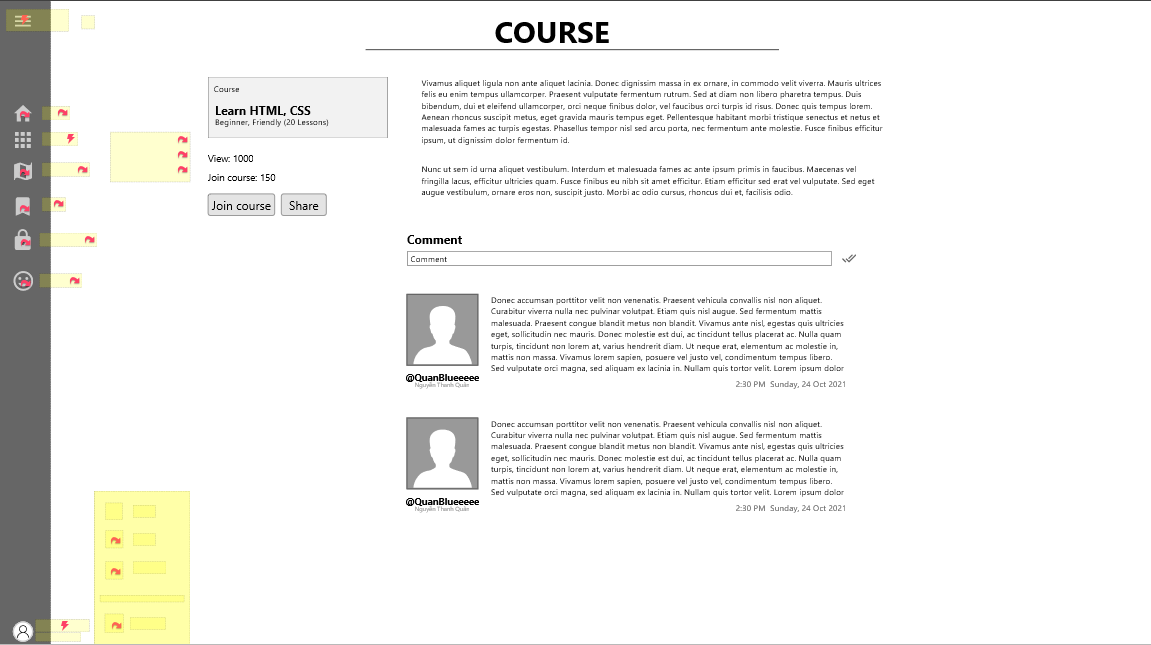 COURSE
Course
Learn HTML, CSS
Beginner, Friendly (20 Lessons)
View: 1000
Join course: 150
Join course
Share
Vivamus aliquet ligula non ante aliquet lacinia. Donec dignissim massa in ex ornare, in commodo velit viverra. Mauris ultrices
felis eu enim tempus ullamcorper. Praesent vulputate fermentum rutrum. Sed at diam non libero pharetra tempus. Duis
bibendum, dui et eleifend ullamcorper, orci neque finibus dolor, vel faucibus orci turpis id risus. Donec quis tempus lorem.
Aenean rhoncus suscipit metus, eget gravida mauris tempus eget. Pellentesque habitant morbi tristique senectus et netus et
malesuada fames ac turpis egestas. Phasellus tempor nisl sed arcu porta, nec fermentum ante molestie. Fusce finibus efficitur
ipsum, ut dignissim dolor fermentum id.
Nunc ut sem id urna aliquet vestibulum. Interdum et malesuada fames ac ante ipsum primis in faucibus. Maecenas vel
fringilla lacus, efficitur ultricies quam. Fusce finibus eu nibh sit amet efficitur. Etiam efficitur sed erat vel vulputate. Sed eget
augue vestibulum, ornare eros non, suscipit justo. Morbi ac odio cursus, rhoncus dui et, facilisis odio.
Comment
Comment
Donec accumsan porttitor velit non venenatis. Praesent vehicula convallis nisl non aliquet.
Curabitur viverra nulla nec pulvinar volutpat. Etiam quis nisl augue. Sed fermentum mattis
malesuada. Praesent congue blandit metus non blandit. Vivamus ante nisl, egestas quis ultricies
eget, sollicitudin nec mauris. Donec molestie est dui, ac tincidunt tellus placerat ac. Nulla quam
turpis, tincidunt non lorem at, varius hendrerit diam. Ut neque erat, elementum ac molestie in,
mattis non massa. Vivamus lorem sapien, posuere vel justo vel, condimentum tempus libero.
Sed vulputate orci magna, sed aliquam ex lacinia in. Nullam quis tortor velit. Lorem ipsum dolor
@QuanBlueeeee
Nguyễn Thanh Quân
2:30 PM Sunday, 24 Oct 2021
Donec accumsan porttitor velit non venenatis. Praesent vehicula convallis nisl non aliquet.
Curabitur viverra nulla nec pulvinar volutpat. Etiam quis nisl augue. Sed fermentum mattis
malesuada. Praesent congue blandit metus non blandit. Vivamus ante nisl, egestas quis ultricies
eget, sollicitudin nec mauris. Donec molestie est dui, ac tincidunt tellus placerat ac. Nulla quam
turpis, tincidunt non lorem at, varius hendrerit diam. Ut neque erat, elementum ac molestie in,
mattis non massa. Vivamus lorem sapien, posuere vel justo vel, condimentum tempus libero.
Sed vulputate orci magna, sed aliquam ex lacinia in. Nullam quis tortor velit. Lorem ipsum dolor
@QuanBlueeeee
Nguyễn Thanh Quân
2:30 PM Sunday, 24 Oct 2021